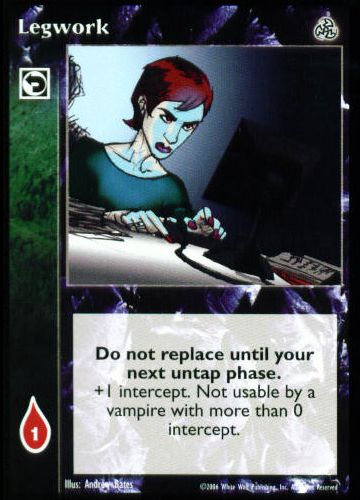 Legwork
Do not replace until your
next untap phase.
+1 intercept. Not usable by a
vampire with more than 0
intercept.
1
Illus: Andrew Bates
©2006 White Wolf Publishing, Inc. All Rights Reserved